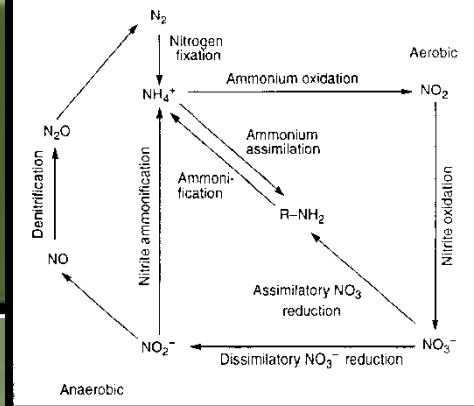 N₂
Nitrogen
fixation
Aerobic
NH₄⁺
Ammonium oxidation
NO₂
N₂O
Ammonium
assimilation
Ammoni-
fication
R–NH₂
Denitrification
Nitrite ammonification
Nitrite oxidation
NO
Assimilatory NO₃
reduction
NO₂⁻
NO₃⁻
Dissimilatory NO₃⁻ reduction
Anaerobic